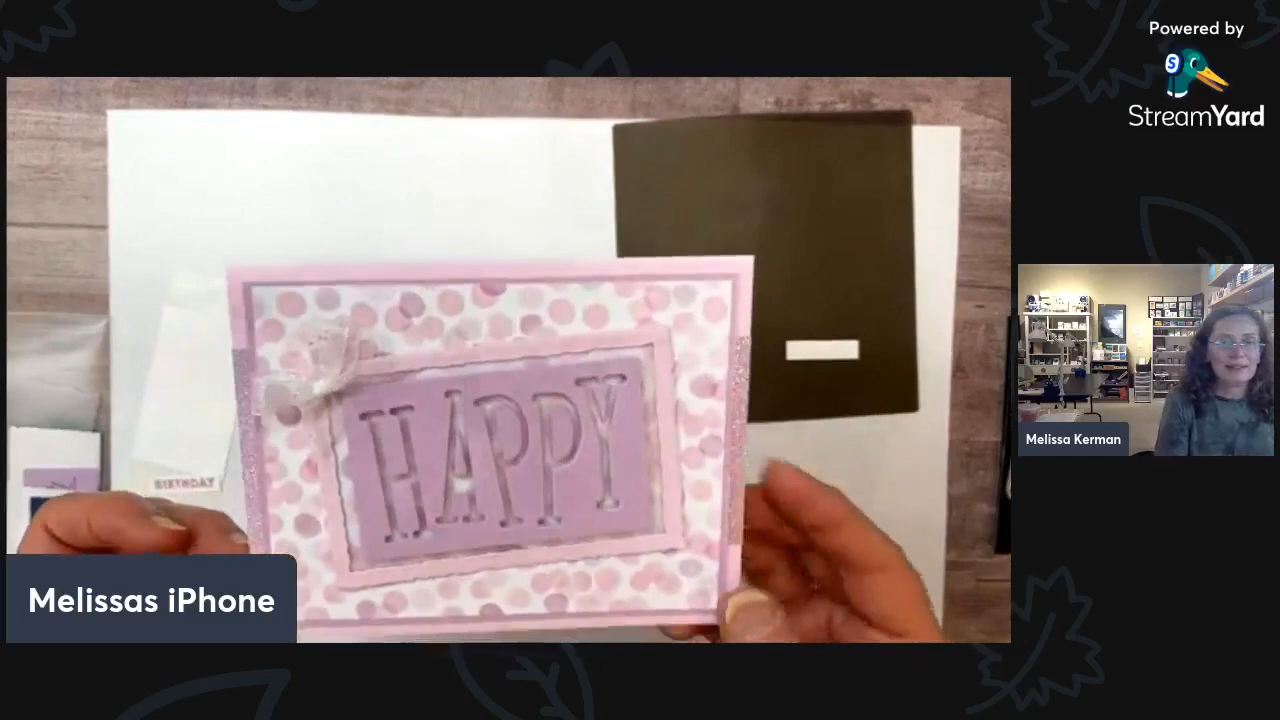 Powered by
StreamYard
HAPPY
BIRTHDAY
Melissa Kerman
Melissas iPhone